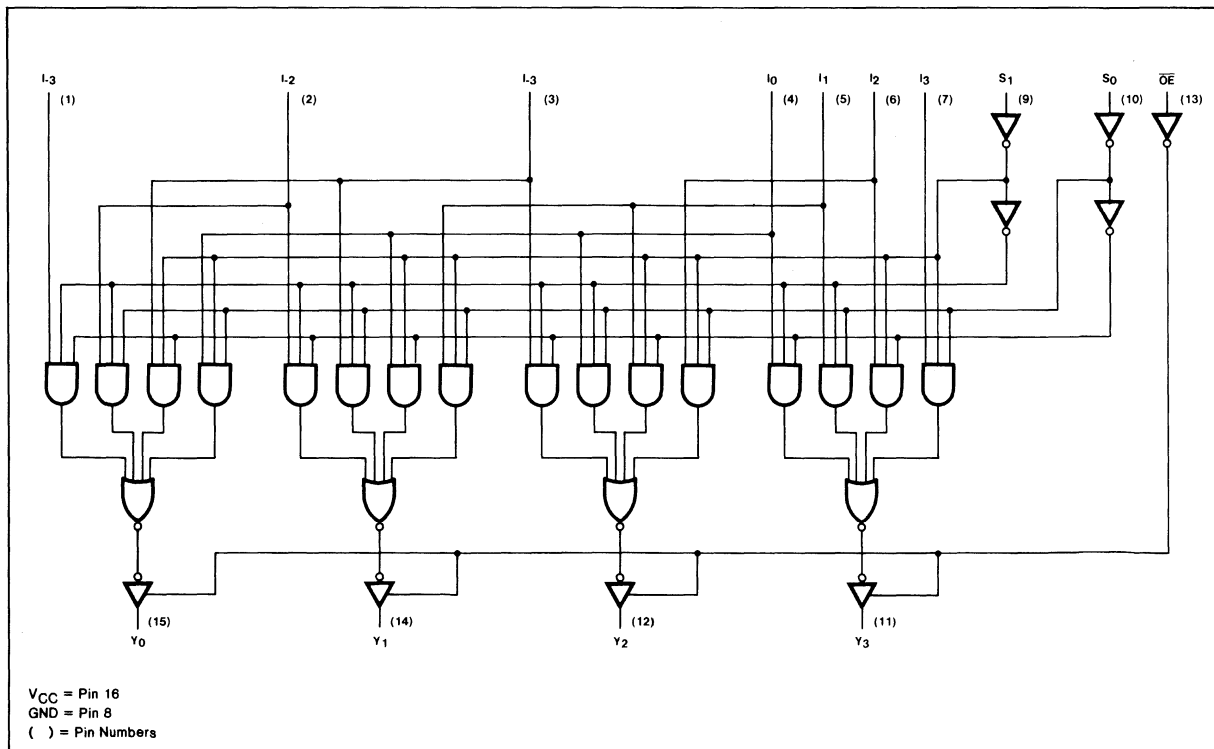 I-3 I-2 I-3 I0 I1 I2 I3 S1 S0 OE
(1) (2) (3) (4) (5) (6) (7) (9) (10) (13)
(15) (14) (12) (11)
Y0 Y1 Y2 Y3
VCC = Pin 16
GND = Pin 8
( ) = Pin Numbers